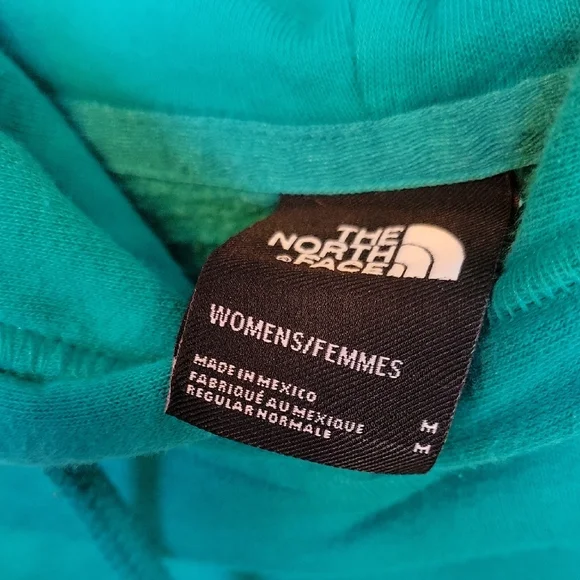 THE
NORTH
® FACE
WOMENS/FEMMES
MADE IN MEXICO
FABRIQUÉ AU MEXIQUE M
REGULAR NORMALE M